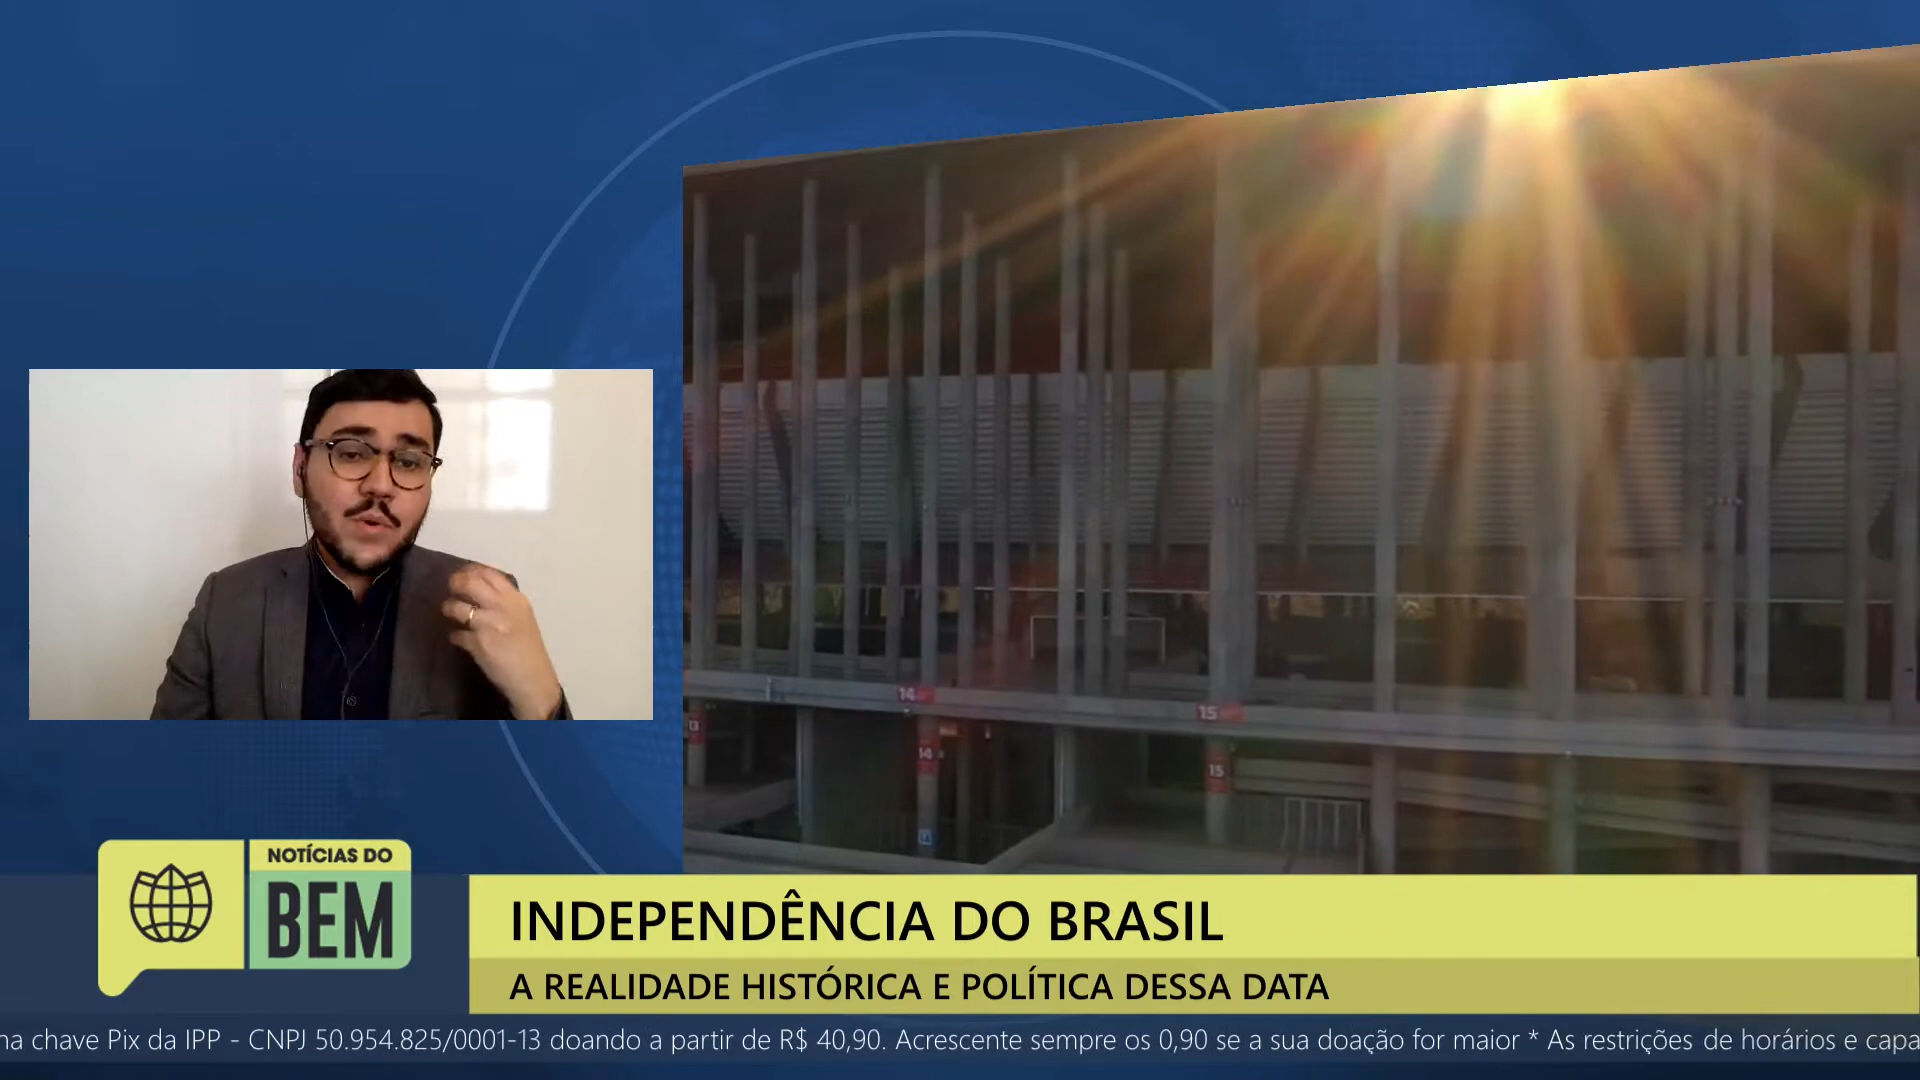 14
15
13
14
15
NOTÍCIAS DO
BEM
INDEPENDÊNCIA DO BRASIL
A REALIDADE HISTÓRICA E POLÍTICA DESSA DATA
na chave Pix da IPP - CNPJ 50.954.825/0001-13 doando a partir de R$ 40,90. Acrescente sempre os 0,90 se a sua doação for maior * As restrições de horários e capa